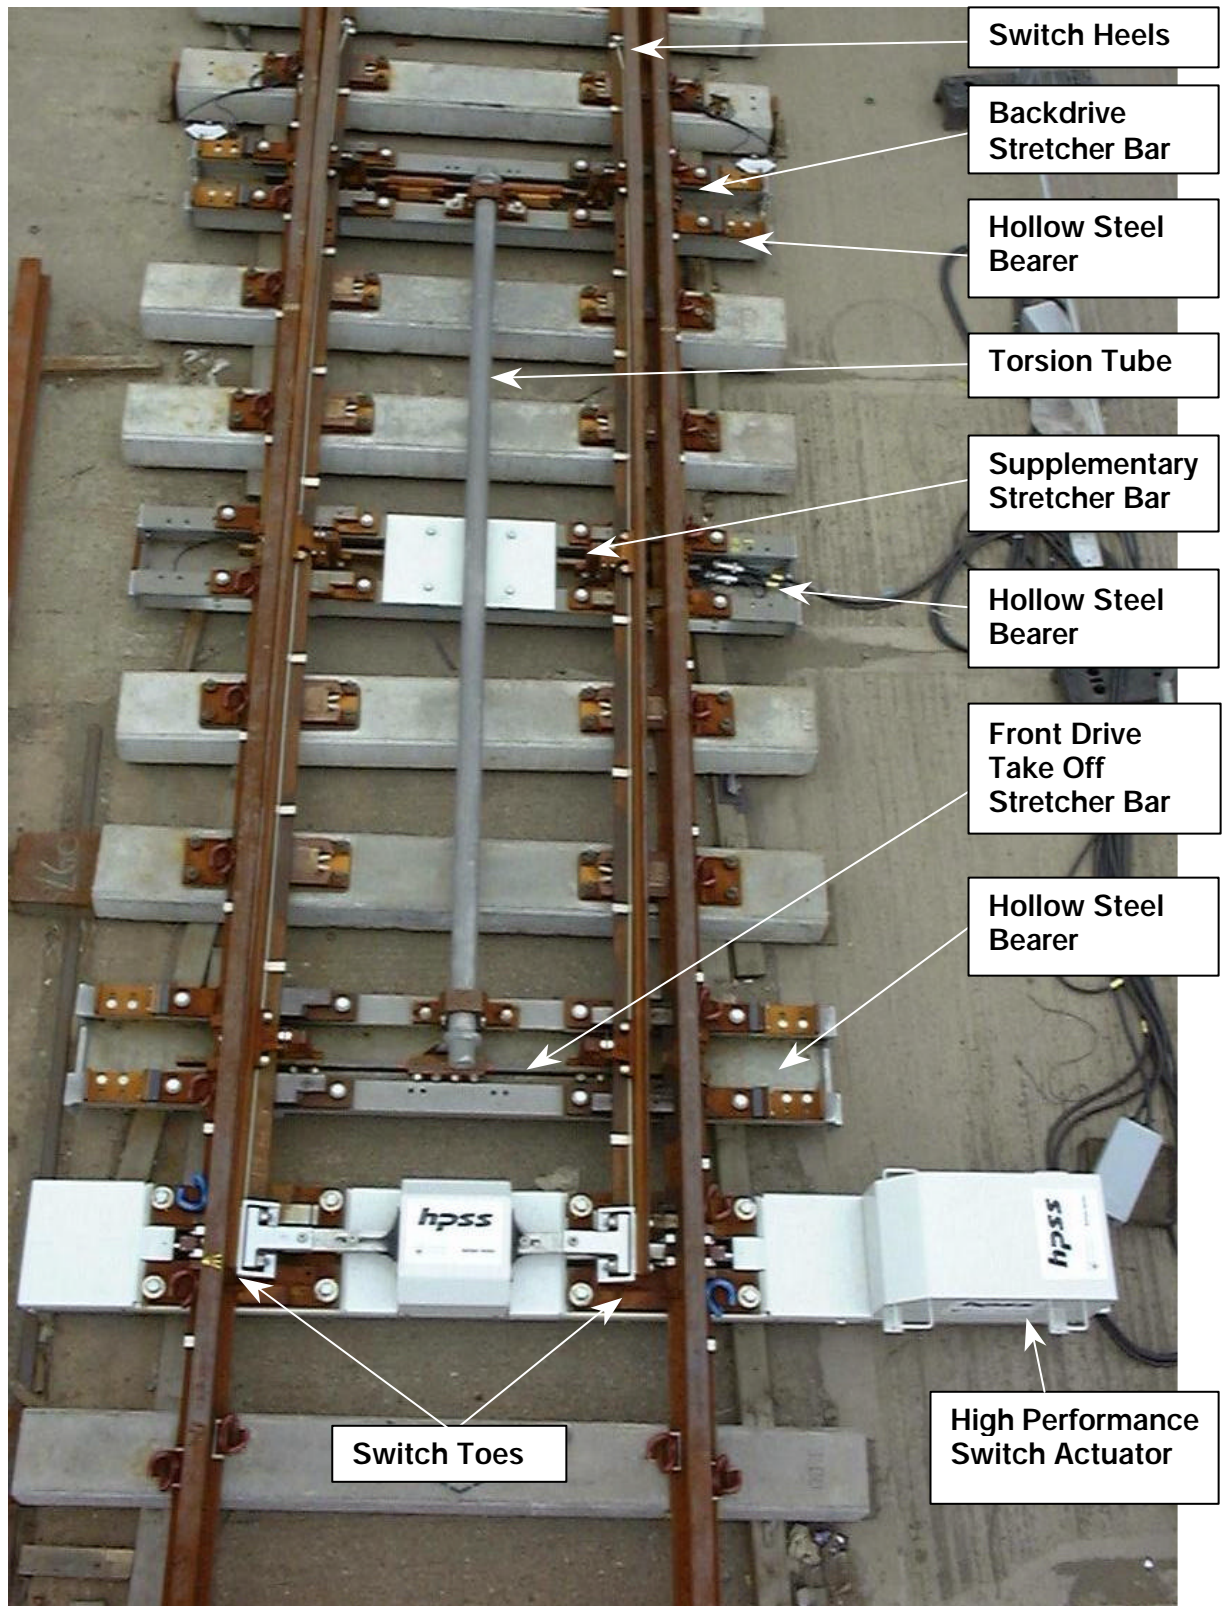 Switch Heels
Backdrive
Stretcher Bar
Hollow Steel
Bearer
Torsion Tube
Supplementary
Stretcher Bar
Hollow Steel
Bearer
Front Drive
Take Off
Stretcher Bar
Hollow Steel
Bearer
hpss
hpss
hpss
Switch Toes
High Performance
Switch Actuator